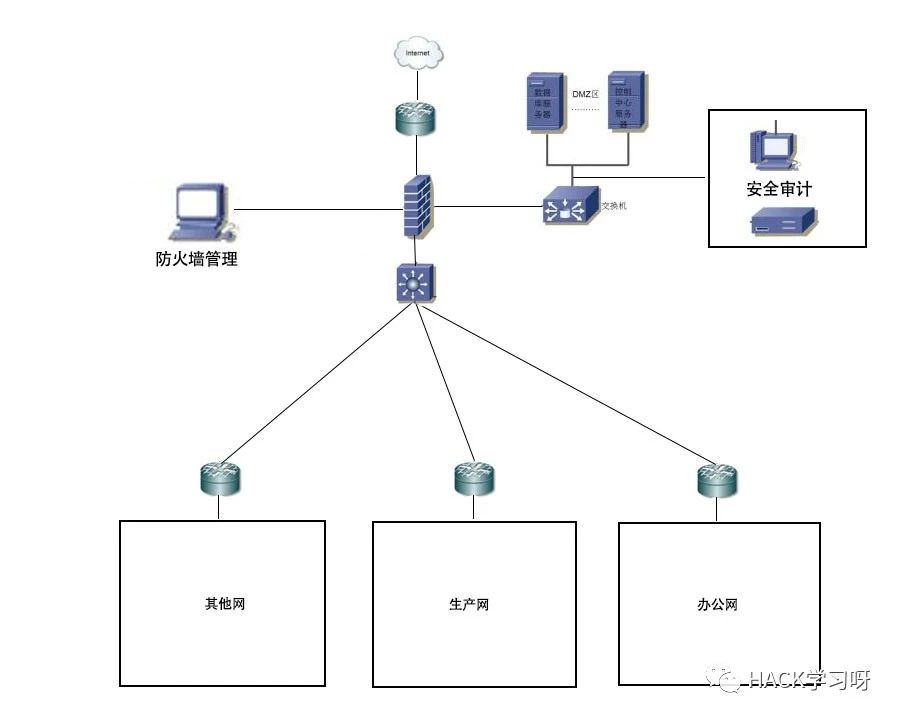 Internet
数据
库服
务器
DMZ区
............
控制
中心
服务
器
安全审计
交换机
防火墙管理
其他网
生产网
办公网
HACK学习呀